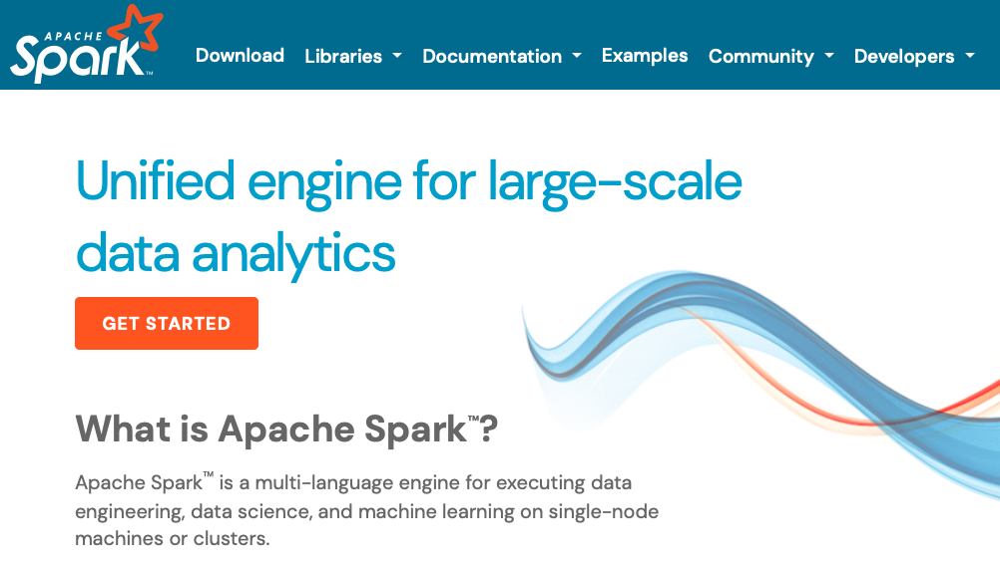 APACHE
Spark™
Download Libraries Documentation Examples Community Developers
Unified engine for large-scale
data analytics
GET STARTED
What is Apache Spark™?
Apache Spark™ is a multi-language engine for executing data
engineering, data science, and machine learning on single-node
machines or clusters.